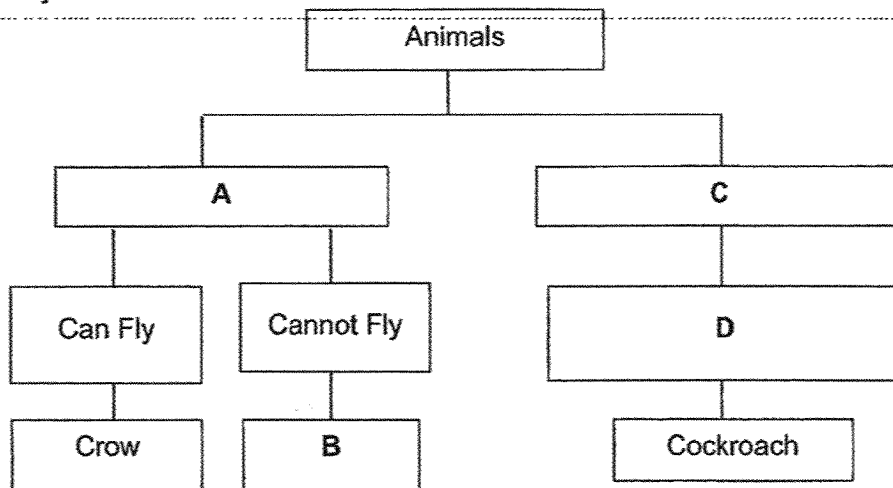 Animals
A
C
Can Fly
Cannot Fly
D
Crow
B
Cockroach